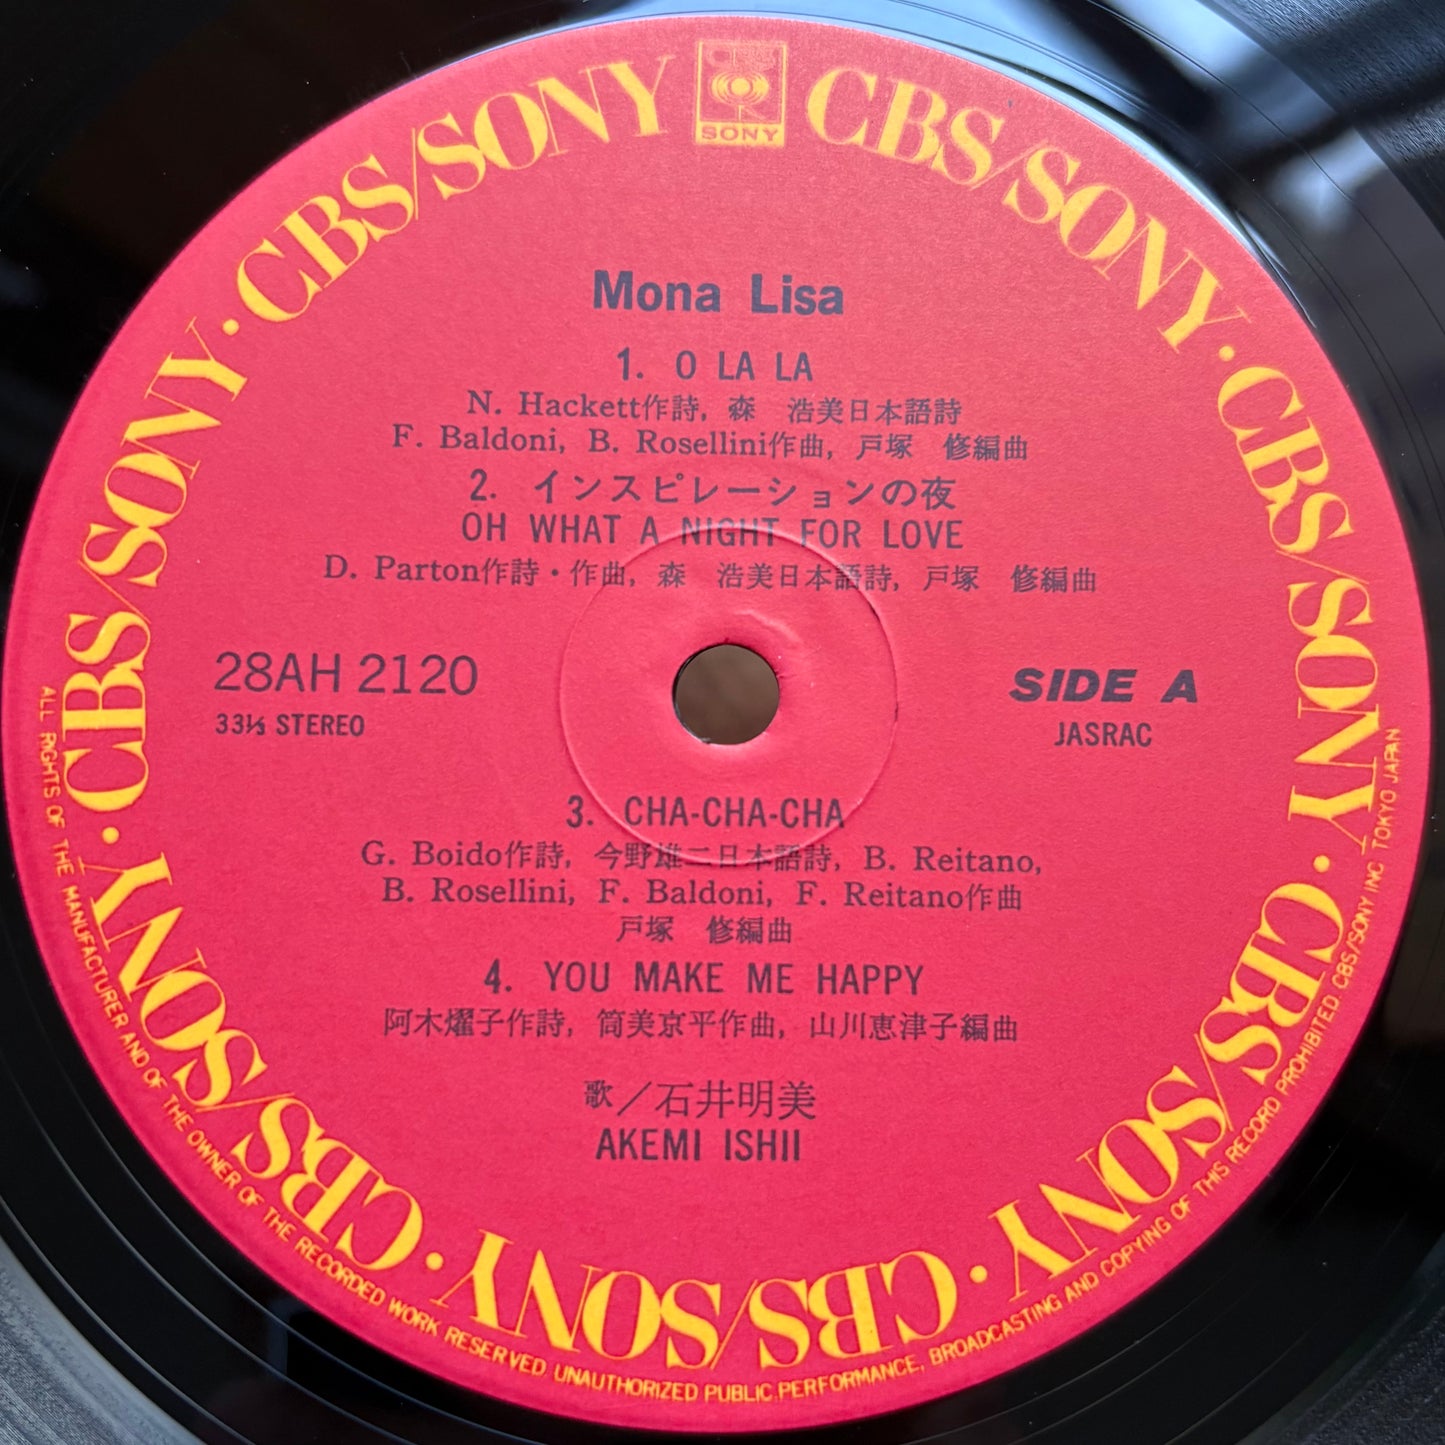 CBS/SONY · CBS/SONY · CBS/SONY · CBS/SONY · CBS/SONY · CBS/SONY · CBS/SONY · CBS/SONY · CBS/SONY · CBS/SONY
CBS
SONY
Mona Lisa
1. O LA LA
N. Hackett作詩, 森 浩美日本語詩
F. Baldoni, B. Rosellini作曲, 戸塚 修編曲
2. インスピレーションの夜
OH WHAT A NIGHT FOR LOVE
D. Parton作詩・作曲, 森 浩美日本語詩, 戸塚 修編曲
28AH 2120
33⅓ STEREO
SIDE A
JASRAC
3. CHA-CHA-CHA
G. Boido作詩, 今野雄二日本語詩, B. Reitano,
B. Rosellini, F. Baldoni, F. Reitano作曲
戸塚 修編曲
4. YOU MAKE ME HAPPY
阿木燿子作詩, 筒美京平作曲, 山川恵津子編曲
歌／石井明美
AKEMI ISHII
ALL RIGHTS OF THE MANUFACTURER AND OF THE OWNER OF THE RECORDED WORK RESERVED. UNAUTHORIZED PUBLIC PERFORMANCE, BROADCASTING AND COPYING OF THIS RECORD PROHIBITED. CBS/SONY INC. TOKYO JAPAN